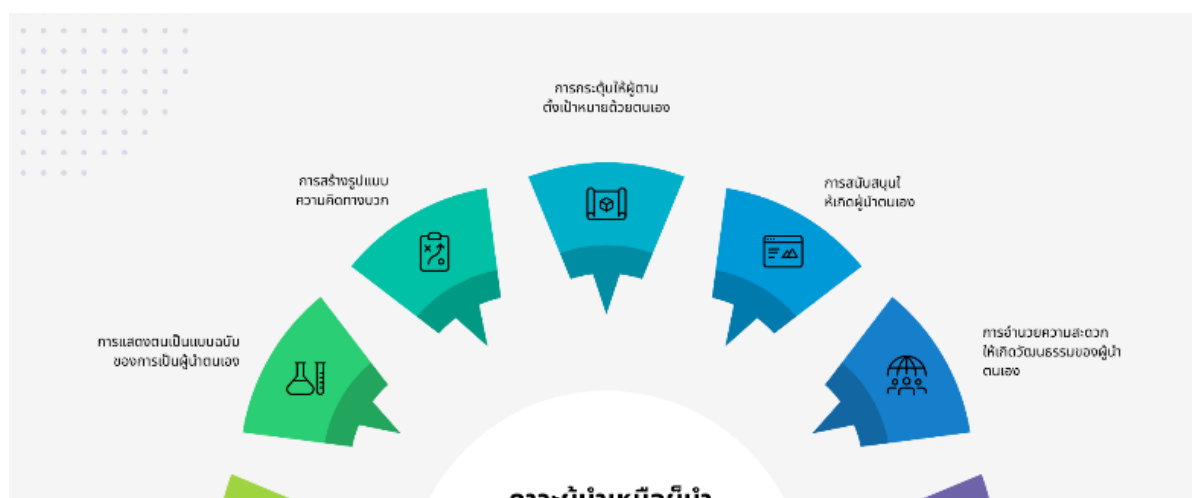 การกระตุ้นให้ผู้ตาม
ตั้งเป้าหมายด้วยตนเอง
การสร้างรูปแบบ
ความคิดทางบวก
การสนับสนุนใ
ห้เกิดผู้นำตนเอง
การแสดงตนเป็นแบบฉบับ
ของการเป็นผู้นำตนเอง
การอำนวยความสะดวก
ให้เกิดวัฒนธรรมของผู้นำ
ตนเอง